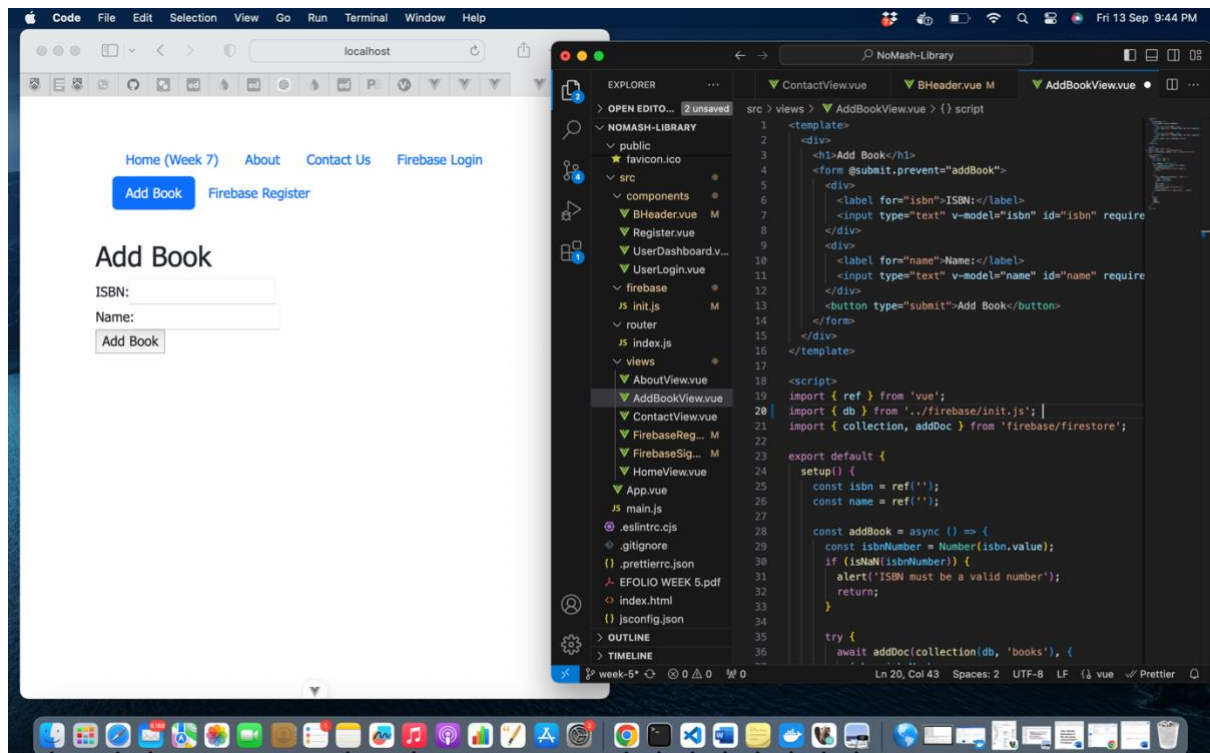 Code File Edit Selection View Go Run Terminal Window Help
Fri 13 Sep 9:44 PM
localhost
Home (Week 7) About Contact Us Firebase Login
Add Book Firebase Register
Add Book
ISBN:
Name:
Add Book
NoMash-Library
EXPLORER
OPEN EDITO... 2 unsaved
NOMASH-LIBRARY
public
favicon.ico
src
components
BHeader.vue M
Register.vue
UserDashboard.v...
UserLogin.vue
firebase
JS init.js M
router
JS index.js
views
AboutView.vue
AddBookView.vue
ContactView.vue
FirebaseReg... M
FirebaseSig... M
HomeView.vue
App.vue
JS main.js
.eslintrc.cjs
.gitignore
{} .prettierrc.json
EFOLIO WEEK 5.pdf
<> index.html
{} jsconfig.json
OUTLINE
TIMELINE
ContactView.vue BHeader.vue M AddBookView.vue
src > views > AddBookView.vue > {} script
1 <template>
2 <div>
3 <h1>Add Book</h1>
4 <form @submit.prevent="addBook">
5 <div>
6 <label for="isbn">ISBN:</label>
7 <input type="text" v-model="isbn" id="isbn" require
8 </div>
9 <div>
10 <label for="name">Name:</label>
11 <input type="text" v-model="name" id="name" require
12 </div>
13 <button type="submit">Add Book</button>
14 </form>
15 </div>
16 </template>
17
18 <script>
19 import { ref } from 'vue';
20 import { db } from '../firebase/init.js';
21 import { collection, addDoc } from 'firebase/firestore';
22
23 export default {
24 setup() {
25 const isbn = ref('');
26 const name = ref('');
27
28 const addBook = async () => {
29 const isbnNumber = Number(isbn.value);
30 if (isNaN(isbnNumber)) {
31 alert('ISBN must be a valid number');
32 return;
33 }
34
35 try {
36 await addDoc(collection(db, 'books'), {
week-5* 0 0 0 Ln 20, Col 43 Spaces: 2 UTF-8 LF vue Prettier